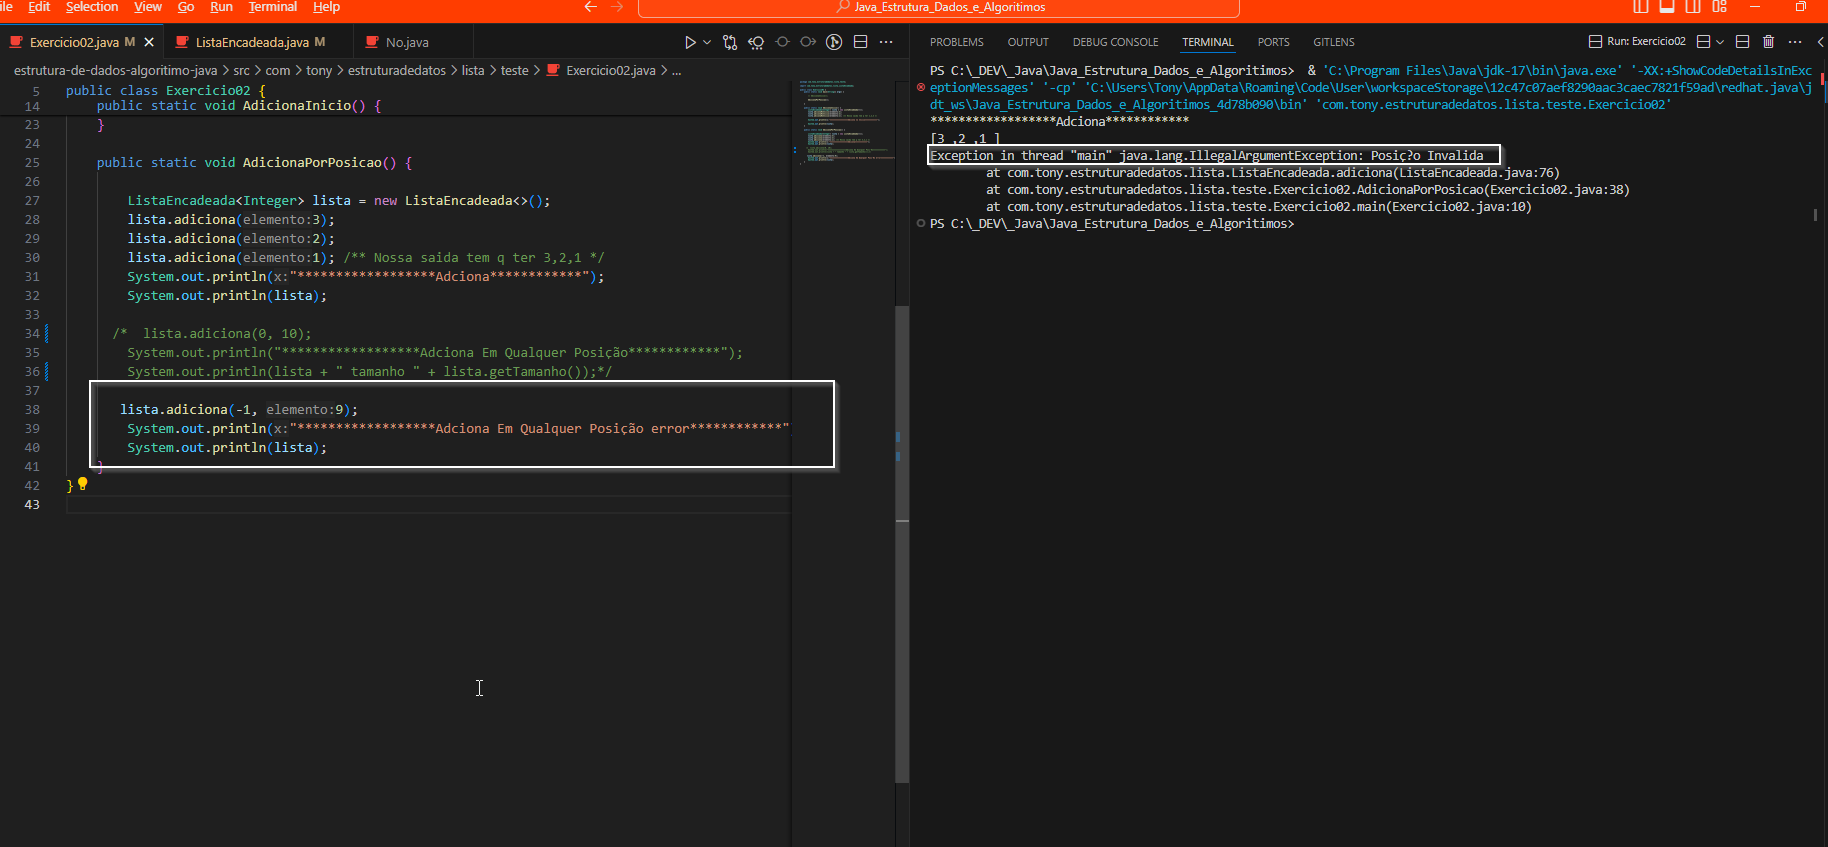 ile Edit Selection View Go Run Terminal Help
Java_Estrutura_Dados_e_Algoritimos
Exercicio02.java M
ListaEncadeada.java M
No.java
estrutura-de-dados-algoritimo-java > src > com > tony > estruturadedatos > lista > teste > Exercicio02.java > ...
5 public class Exercicio02 {
14 public static void AdicionaInicio() {
23 }
24
25 public static void AdicionaPorPosicao() {
26
27 ListaEncadeada<Integer> lista = new ListaEncadeada<>();
28 lista.adiciona(elemento:3);
29 lista.adiciona(elemento:2);
30 lista.adiciona(elemento:1); /** Nossa saida tem q ter 3,2,1 */
31 System.out.println(x:"******************Adciona************");
32 System.out.println(lista);
33
34 /* lista.adiciona(0, 10);
35 System.out.println("******************Adciona Em Qualquer Posição************");
36 System.out.println(lista + " tamanho " + lista.getTamanho());*/
37
38 lista.adiciona(-1, elemento:9);
39 System.out.println(x:"******************Adciona Em Qualquer Posição error************"
40 System.out.println(lista);
41 }
42 }
43
PROBLEMS OUTPUT DEBUG CONSOLE TERMINAL PORTS GITLENS
Run: Exercicio02
PS C:\_DEV\_Java\Java_Estrutura_Dados_e_Algoritimos> & 'C:\Program Files\Java\jdk-17\bin\java.exe' '-XX:+ShowCodeDetailsInExc
eptionMessages' '-cp' 'C:\Users\Tony\AppData\Roaming\Code\User\workspaceStorage\12c47c07aef8290aac3caec7821f59ad\redhat.java\j
dt_ws\Java_Estrutura_Dados_e_Algoritimos_4d78b090\bin' 'com.tony.estruturadedatos.lista.teste.Exercicio02'
******************Adciona************
[3 ,2 ,1 ]
Exception in thread "main" java.lang.IllegalArgumentException: Posiç?o Invalida
at com.tony.estruturadedatos.lista.ListaEncadeada.adiciona(ListaEncadeada.java:76)
at com.tony.estruturadedatos.lista.teste.Exercicio02.AdicionaPorPosicao(Exercicio02.java:38)
at com.tony.estruturadedatos.lista.teste.Exercicio02.main(Exercicio02.java:10)
PS C:\_DEV\_Java\Java_Estrutura_Dados_e_Algoritimos>